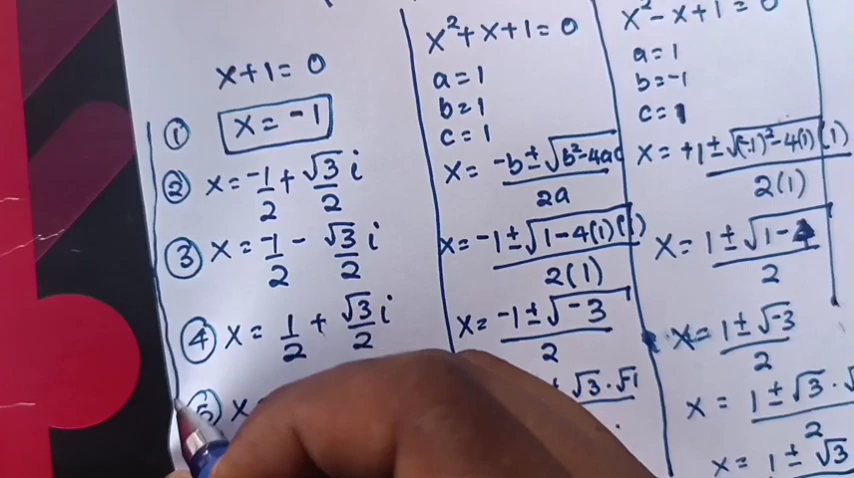 x+1=0
① x = -1
② x = -1/2 + √3/2 i
③ x = -1/2 - √3/2 i
④ x = 1/2 + √3/2 i
⑤ x
x²+x+1=0
a=1
b=1
c=1
x = -b±√b²-4ac / 2a
x = -1±√1-4(1)(1) / 2(1)
x = -1±√-3 / 2
± √3·√1
x²-x+1=0
a=1
b=-1
c=1
x = +1±√(-1)²-4(1)(1) / 2(1)
x = 1±√1-4 / 2
x = 1±√-3 / 2
x = 1±√3·√ / 2
x = 1±√3